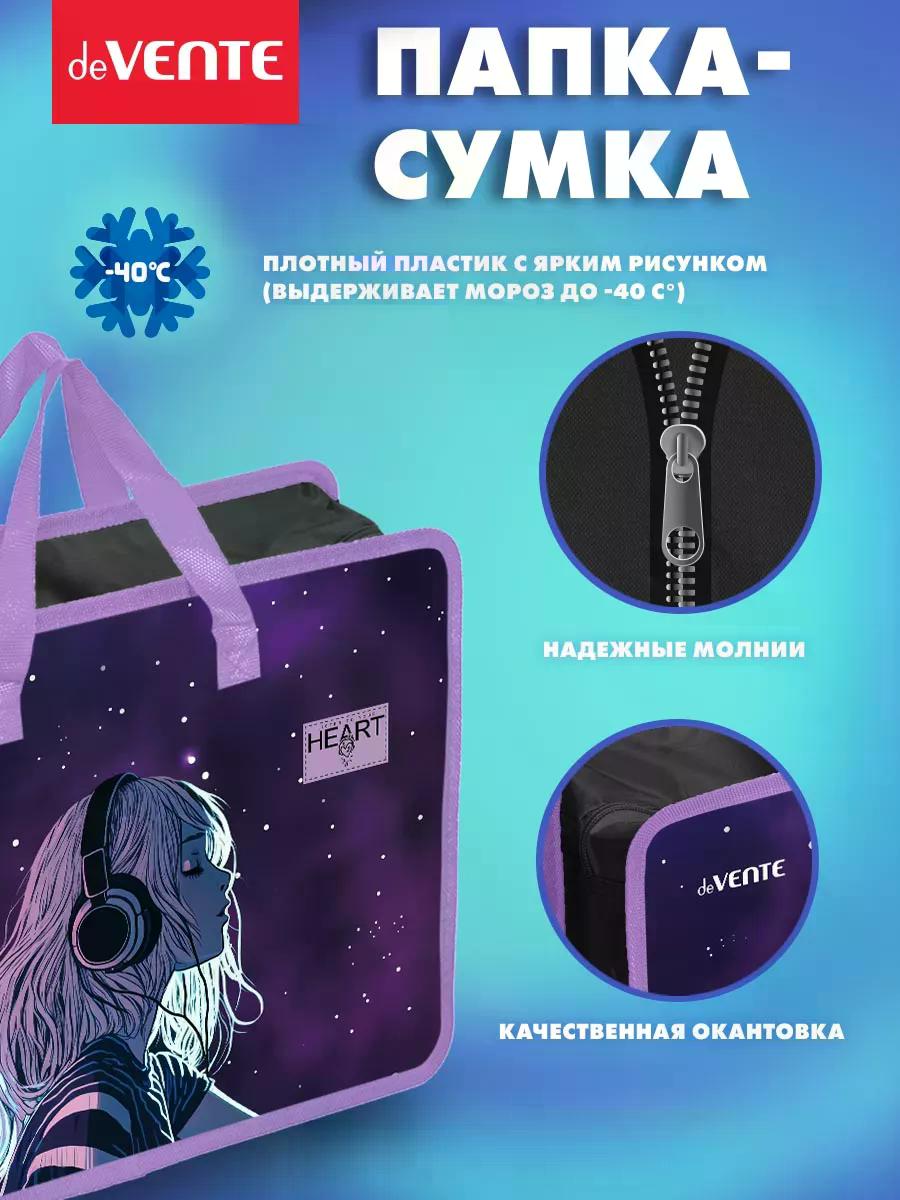 deVENTE
ПАПКА-
СУМКА
-40°C
ПЛОТНЫЙ ПЛАСТИК С ЯРКИМ РИСУНКОМ
(ВЫДЕРЖИВАЕТ МОРОЗ ДО -40 С°)
НАДЕЖНЫЕ МОЛНИИ
HEART
deVENTE
КАЧЕСТВЕННАЯ ОКАНТОВКА